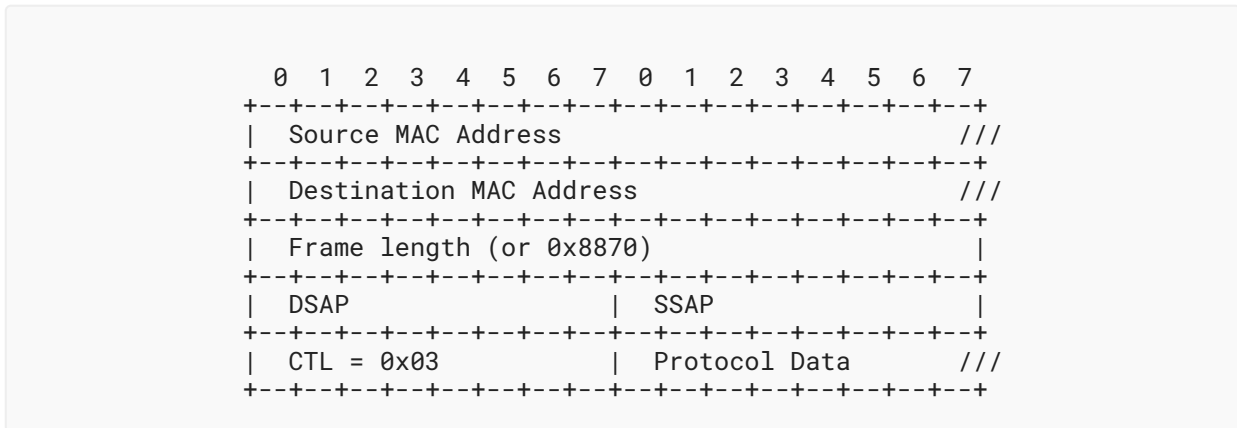 0 1 2 3 4 5 6 7 0 1 2 3 4 5 6 7
+--+--+--+--+--+--+--+--+--+--+--+--+--+--+--+--+
| Source MAC Address ///
+--+--+--+--+--+--+--+--+--+--+--+--+--+--+--+--+
| Destination MAC Address ///
+--+--+--+--+--+--+--+--+--+--+--+--+--+--+--+--+
| Frame length (or 0x8870) |
+--+--+--+--+--+--+--+--+--+--+--+--+--+--+--+--+
| DSAP | SSAP |
+--+--+--+--+--+--+--+--+--+--+--+--+--+--+--+--+
| CTL = 0x03 | Protocol Data ///
+--+--+--+--+--+--+--+--+--+--+--+--+--+--+--+--+